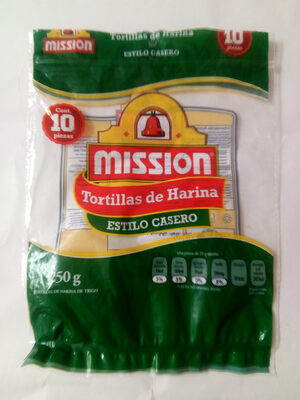 MISSION
Tortillas de Harina
ESTILO CASERO
10
piezas
Cont.
10
piezas
MISSION
Tortillas de Harina
ESTILO CASERO
50 g
TORTILLAS DE HARINA DE TRIGO